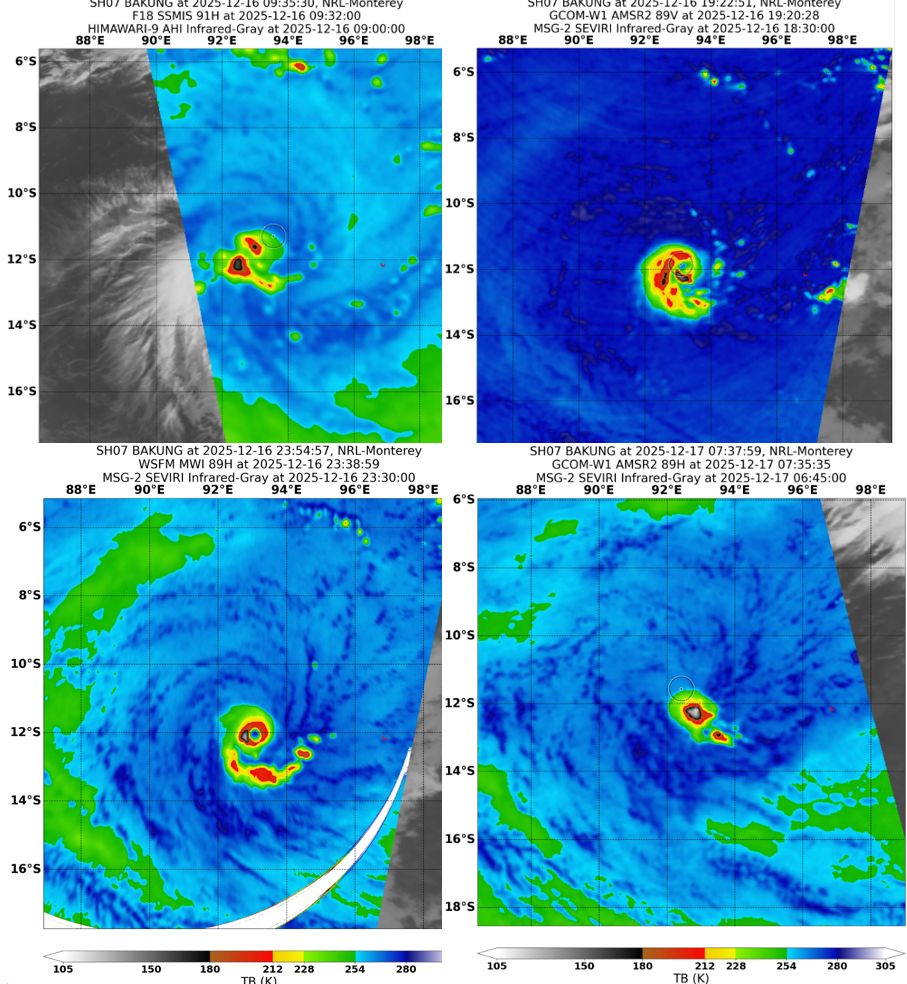 SH07 BAKUNG at 2025-12-16 09:35:30, NRL-Monterey
F18 SSMIS 91H at 2025-12-16 09:32:00
HIMAWARI-9 AHI Infrared-Gray at 2025-12-16 09:00:00
88°E 90°E 92°E 94°E 96°E 98°E
6°S
8°S
10°S
12°S
14°S
16°S
SH07 BAKUNG at 2025-12-16 19:22:51, NRL-Monterey
GCOM-W1 AMSR2 89V at 2025-12-16 19:20:28
MSG-2 SEVIRI Infrared-Gray at 2025-12-16 18:30:00
88°E 90°E 92°E 94°E 96°E 98°E
6°S
8°S
10°S
12°S
14°S
16°S
SH07 BAKUNG at 2025-12-16 23:54:57, NRL-Monterey
WSFM MWI 89H at 2025-12-16 23:38:59
MSG-2 SEVIRI Infrared-Gray at 2025-12-16 23:30:00
88°E 90°E 92°E 94°E 96°E 98°E
6°S
8°S
10°S
12°S
14°S
16°S
105 150 180 212 228 254 280
TB (K)
SH07 BAKUNG at 2025-12-17 07:37:59, NRL-Monterey
GCOM-W1 AMSR2 89H at 2025-12-17 07:35:35
MSG-2 SEVIRI Infrared-Gray at 2025-12-17 06:45:00
88°E 90°E 92°E 94°E 96°E 98°E
6°S
8°S
10°S
12°S
14°S
16°S
18°S
105 150 180 212 228 254 280 305
TB (K)